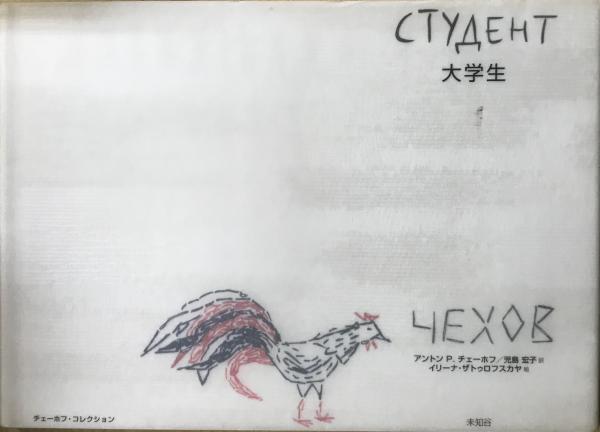 СТУДЕНТ
大学生
ЧЕХОВ
アントン P. チェーホフ/児島 宏子 訳
イリーナ・ザトゥロフスカヤ 絵
チェーホフ・コレクション
未知谷